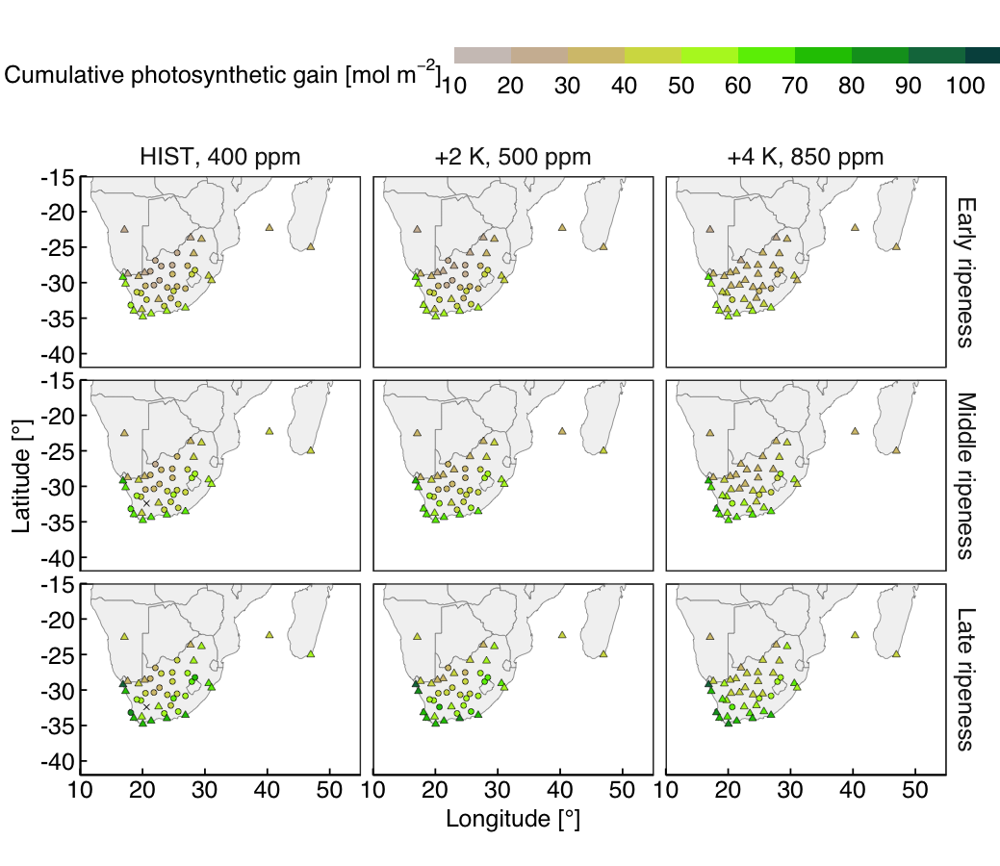 Cumulative photosynthetic gain [mol m⁻²]
10 20 30 40 50 60 70 80 90 100
HIST, 400 ppm +2 K, 500 ppm +4 K, 850 ppm
-15
-20
-25
-30
-35
-40
Early ripeness
-15
-20
-25
-30
-35
-40
Middle ripeness
Latitude [°]
-15
-20
-25
-30
-35
-40
Late ripeness
10 20 30 40 50 10 20 30 40 50 10 20 30 40 50
Longitude [°]